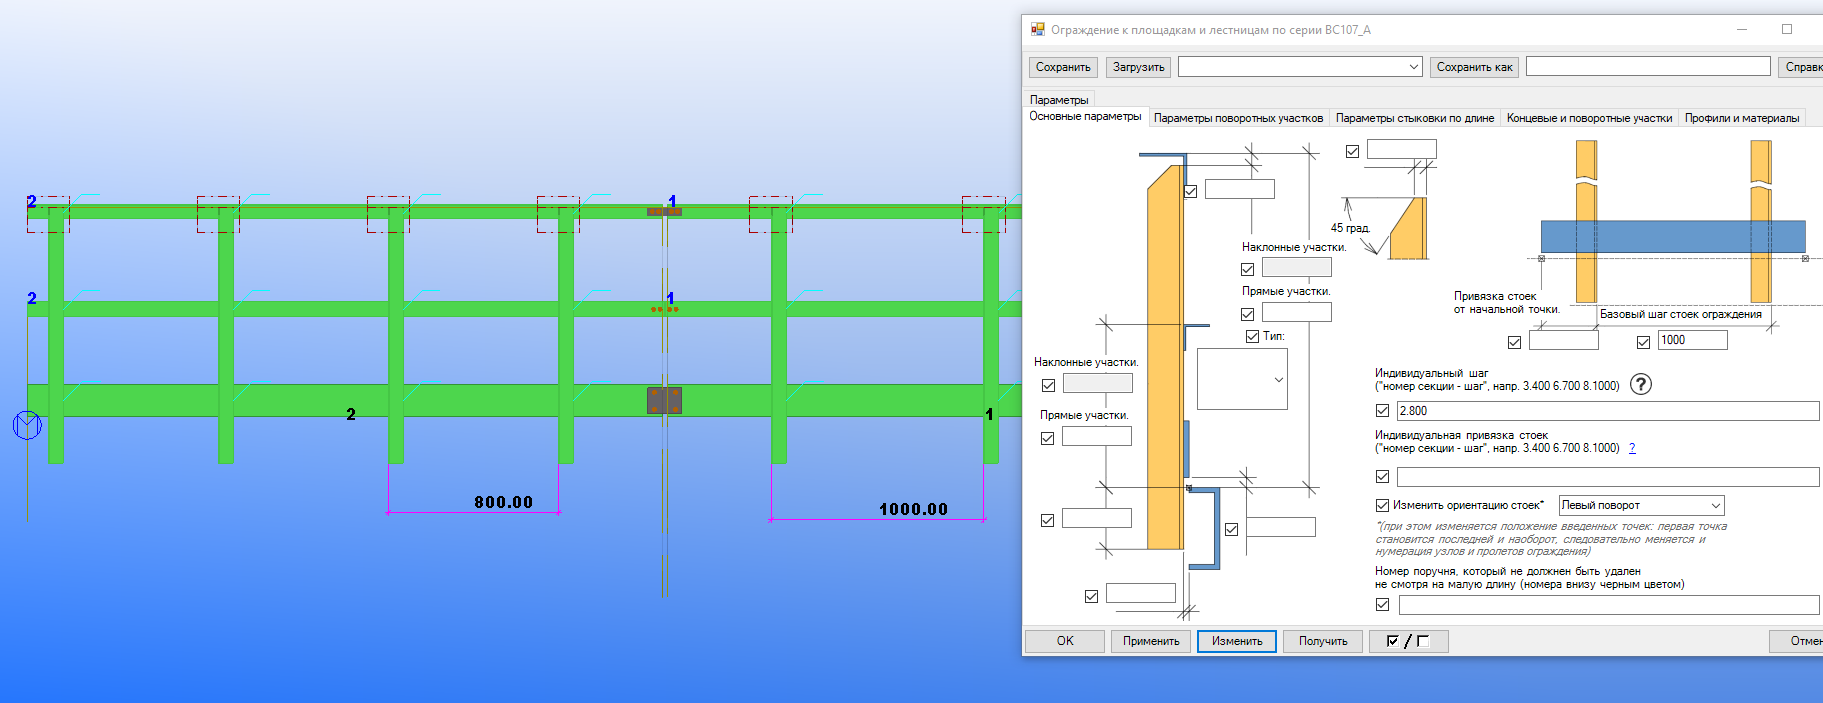 Ограждение к площадкам и лестницам по серии ВС107_А
Сохранить
Загрузить
Сохранить как
Справк
Параметры
Основные параметры
Параметры поворотных участков
Параметры стыковки по длине
Концевые и поворотные участки
Профили и материалы
2
1
2
1
2
1
800.00
1000.00
45 град.
Наклонные участки.
Прямые участки.
Тип:
Наклонные участки.
Прямые участки.
Привязка стоек
от начальной точки.
Базовый шаг стоек ограждения
1000
Индивидуальный шаг
("номер секции - шаг", напр. 3.400 6.700 8.1000)
?
2.800
Индивидуальная привязка стоек
("номер секции - шаг", напр. 3.400 6.700 8.1000) ?
Изменить ориентацию стоек*
Левый поворот
*(при этом изменяется положение введенных точек: первая точка
становится последней и наоборот, следовательно меняется и
нумерация узлов и пролетов ограждения)
Номер поручня, который не должен быть удален
не смотря на малую длину (номера внизу черным цветом)
ОК
Применить
Изменить
Получить
/
Отмен